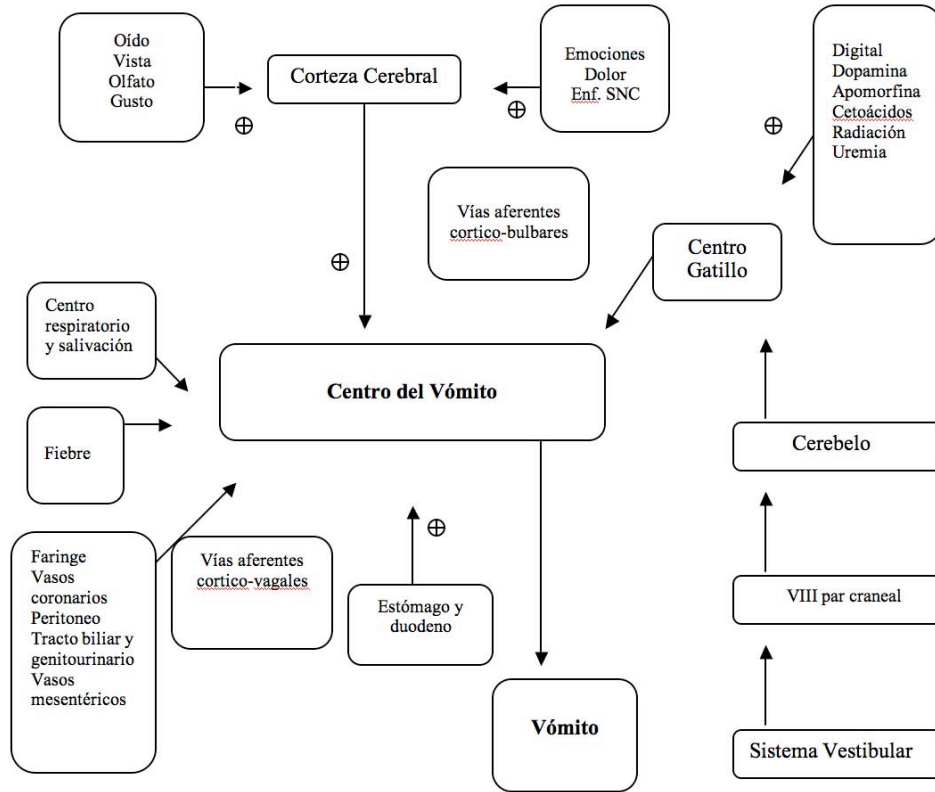 Oído
Vista
Olfato
Gusto
Corteza Cerebral
Emociones
Dolor
Enf. SNC
Digital
Dopamina
Apomorfina
Cetoácidos
Radiación
Uremia
⊕
⊕
⊕
Vías aferentes
cortico-bulbares
Centro
Gatillo
⊕
Centro
respiratorio
y salivación
Centro del Vómito
Fiebre
Cerebelo
⊕
Faringe
Vasos
coronarios
Peritoneo
Tracto biliar y
genitourinario
Vasos
mesentéricos
Vías aferentes
cortico-vagales
Estómago y
duodeno
VIII par craneal
Vómito
Sistema Vestibular